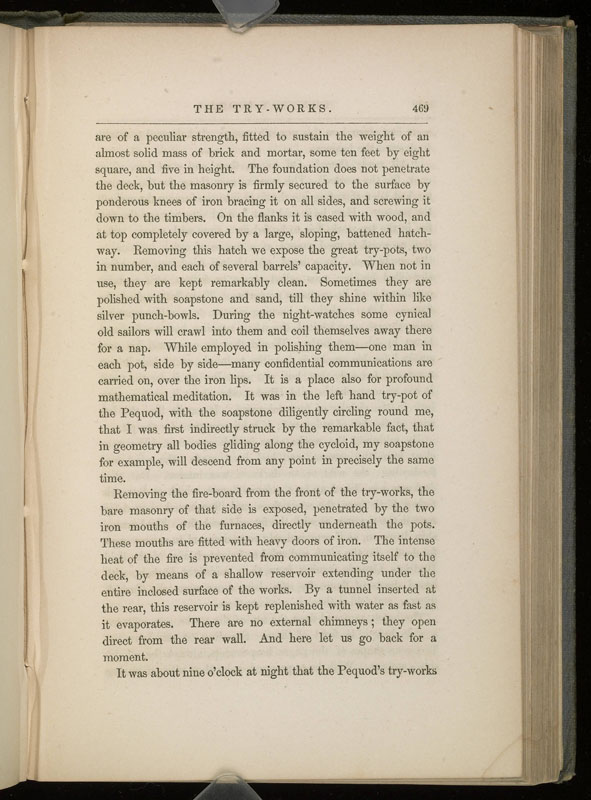 THE TRY-WORKS. 469
are of a peculiar strength, fitted to sustain the weight of an
almost solid mass of brick and mortar, some ten feet by eight
square, and five in height. The foundation does not penetrate
the deck, but the masonry is firmly secured to the surface by
ponderous knees of iron bracing it on all sides, and screwing it
down to the timbers. On the flanks it is cased with wood, and
at top completely covered by a large, sloping, battened hatch-
way. Removing this hatch we expose the great try-pots, two
in number, and each of several barrels' capacity. When not in
use, they are kept remarkably clean. Sometimes they are
polished with soapstone and sand, till they shine within like
silver punch-bowls. During the night-watches some cynical
old sailors will crawl into them and coil themselves away there
for a nap. While employed in polishing them—one man in
each pot, side by side—many confidential communications are
carried on, over the iron lips. It is a place also for profound
mathematical meditation. It was in the left hand try-pot of
the Pequod, with the soapstone diligently circling round me,
that I was first indirectly struck by the remarkable fact, that
in geometry all bodies gliding along the cycloid, my soapstone
for example, will descend from any point in precisely the same
time.
Removing the fire-board from the front of the try-works, the
bare masonry of that side is exposed, penetrated by the two
iron mouths of the furnaces, directly underneath the pots.
These mouths are fitted with heavy doors of iron. The intense
heat of the fire is prevented from communicating itself to the
deck, by means of a shallow reservoir extending under the
entire inclosed surface of the works. By a tunnel inserted at
the rear, this reservoir is kept replenished with water as fast as
it evaporates. There are no external chimneys; they open
direct from the rear wall. And here let us go back for a
moment.
It was about nine o'clock at night that the Pequod's try-works